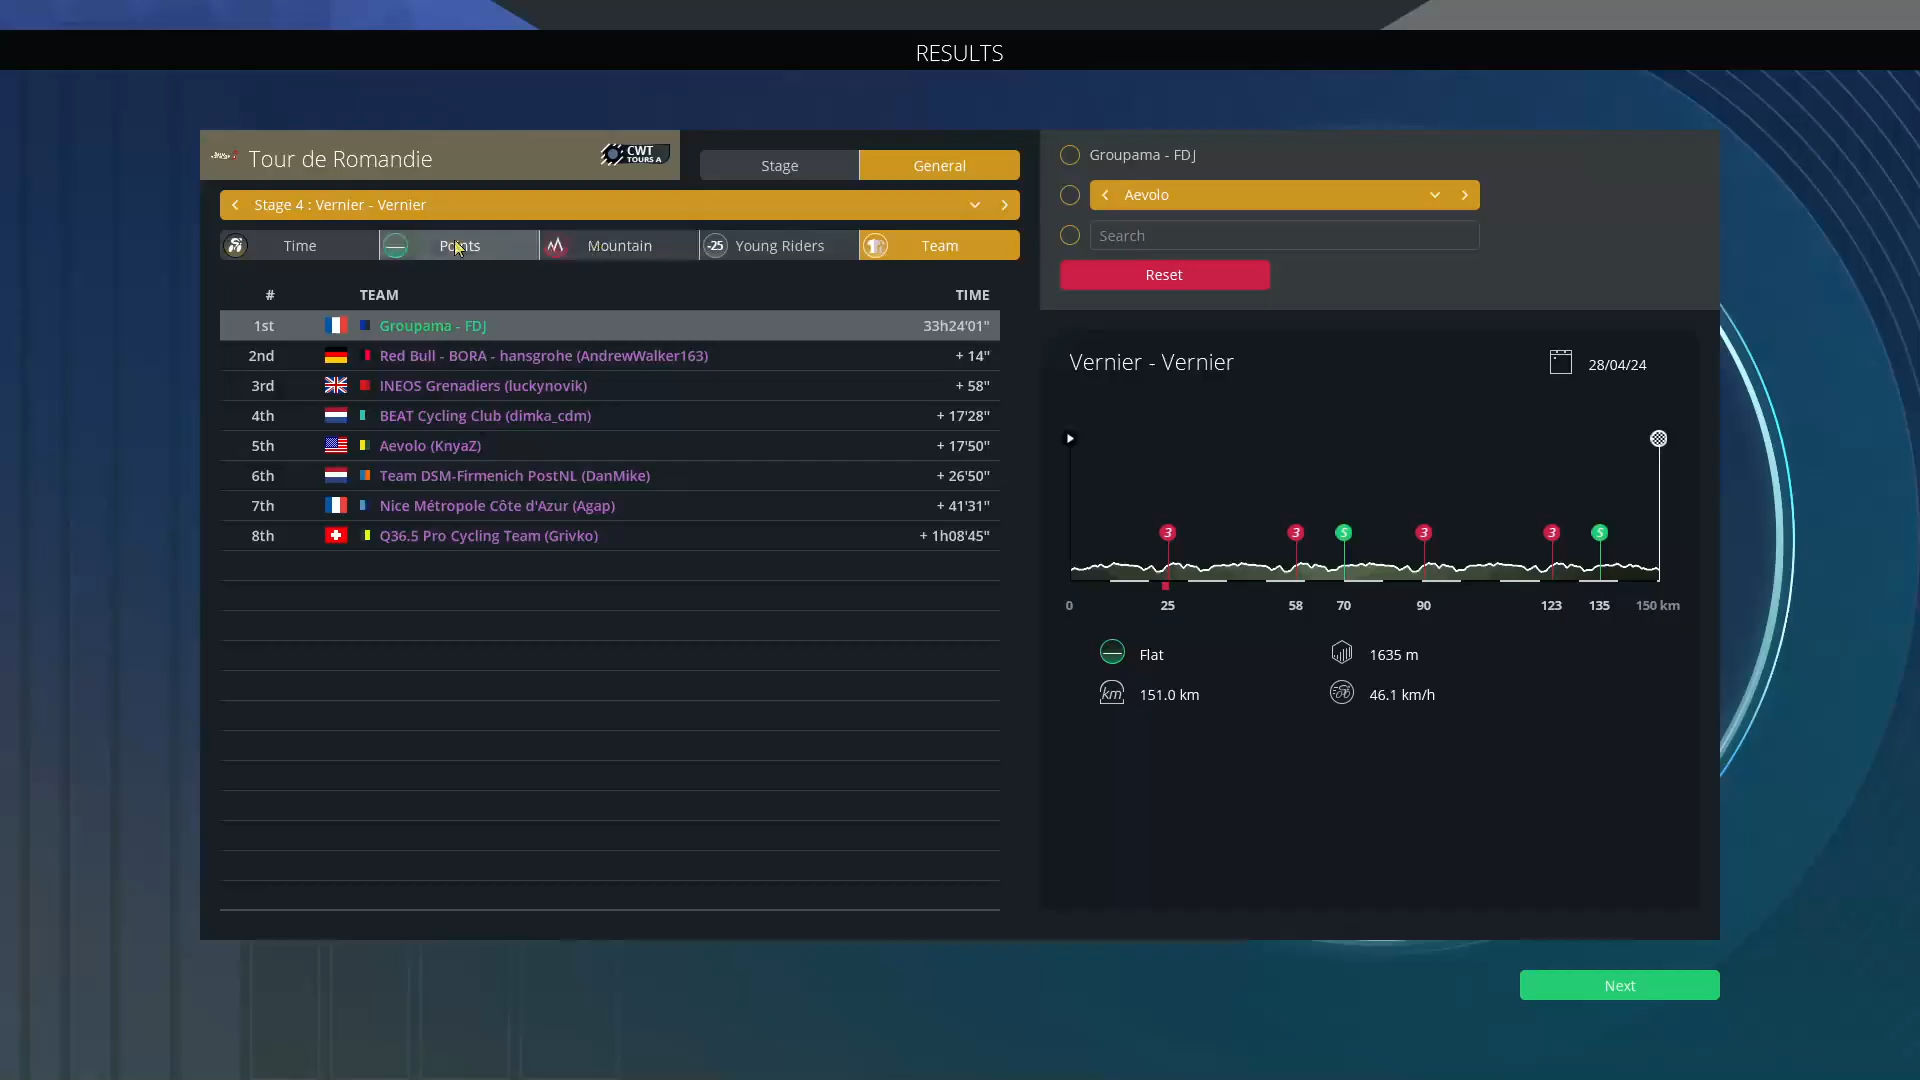 RESULTS
Tour de Romandie
CWT
TOURS A
Stage
General
Stage 4 : Vernier - Vernier
Time
Points
Mountain
-25
Young Riders
Team
# TEAM TIME
1st Groupama - FDJ 33h24'01"
2nd Red Bull - BORA - hansgrohe (AndrewWalker163) + 14"
3rd INEOS Grenadiers (luckynovik) + 58"
4th BEAT Cycling Club (dimka_cdm) + 17'28"
5th Aevolo (KnyaZ) + 17'50"
6th Team DSM-Firmenich PostNL (DanMike) + 26'50"
7th Nice Métropole Côte d'Azur (Agap) + 41'31"
8th Q36.5 Pro Cycling Team (Grivko) + 1h08'45"
Groupama - FDJ
Aevolo
Search
Reset
Vernier - Vernier
28/04/24
3 3 S 3 3 S
0 25 58 70 90 123 135 150 km
Flat
1635 m
km
151.0 km
46.1 km/h
Next